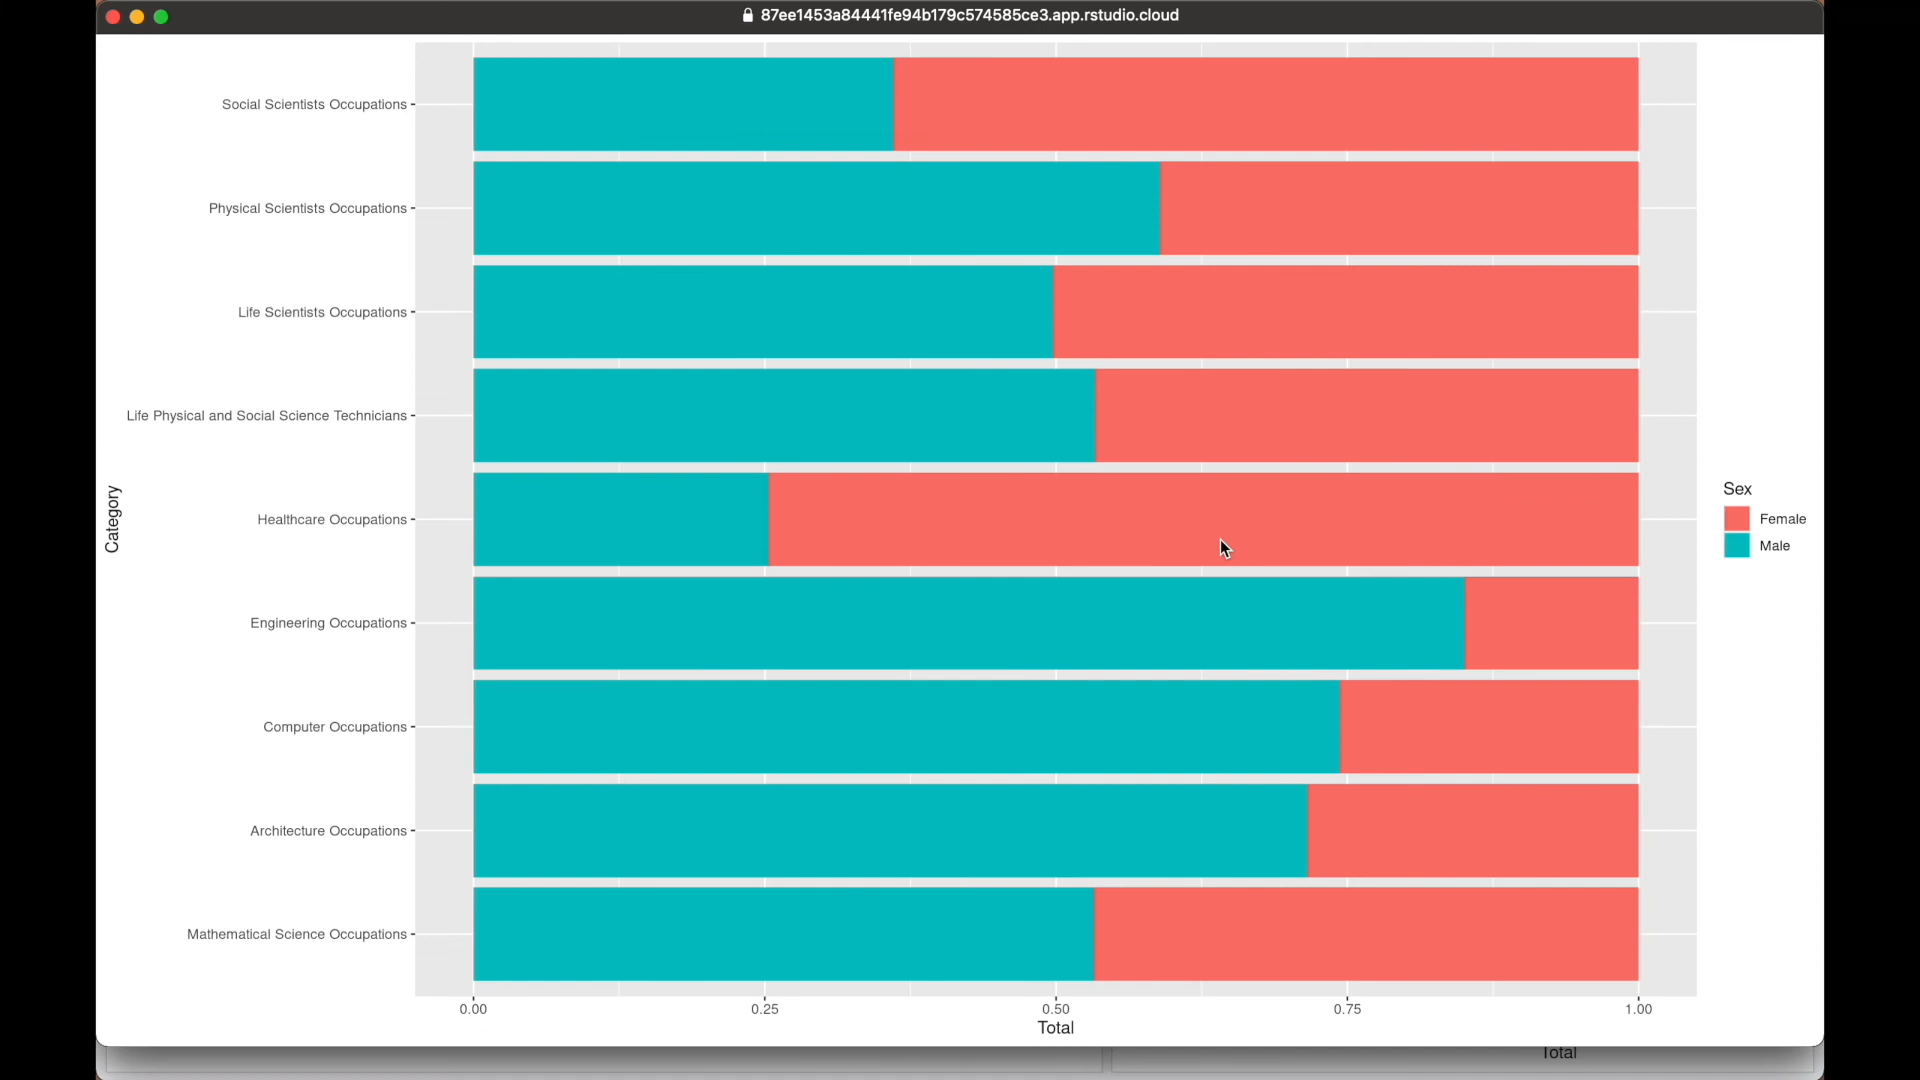 87ee1453a84441fe94b179c574585ce3.app.rstudio.cloud
Social Scientists Occupations
Physical Scientists Occupations
Life Scientists Occupations
Life Physical and Social Science Technicians
Healthcare Occupations
Engineering Occupations
Computer Occupations
Architecture Occupations
Mathematical Science Occupations
Category
0.00 0.25 0.50 0.75 1.00
Total
Sex
Female
Male
Total